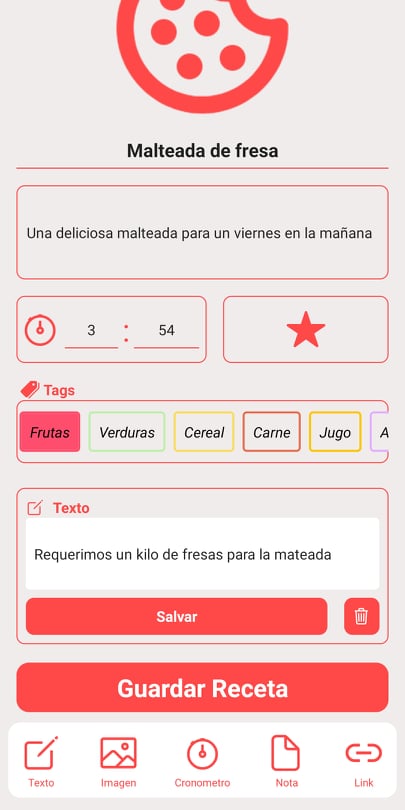 Malteada de fresa
Una deliciosa malteada para un viernes en la mañana
3 : 54
Tags
Frutas Verduras Cereal Carne Jugo A
Texto
Requerimos un kilo de fresas para la mateada
Salvar
Guardar Receta
Texto Imagen Cronometro Nota Link